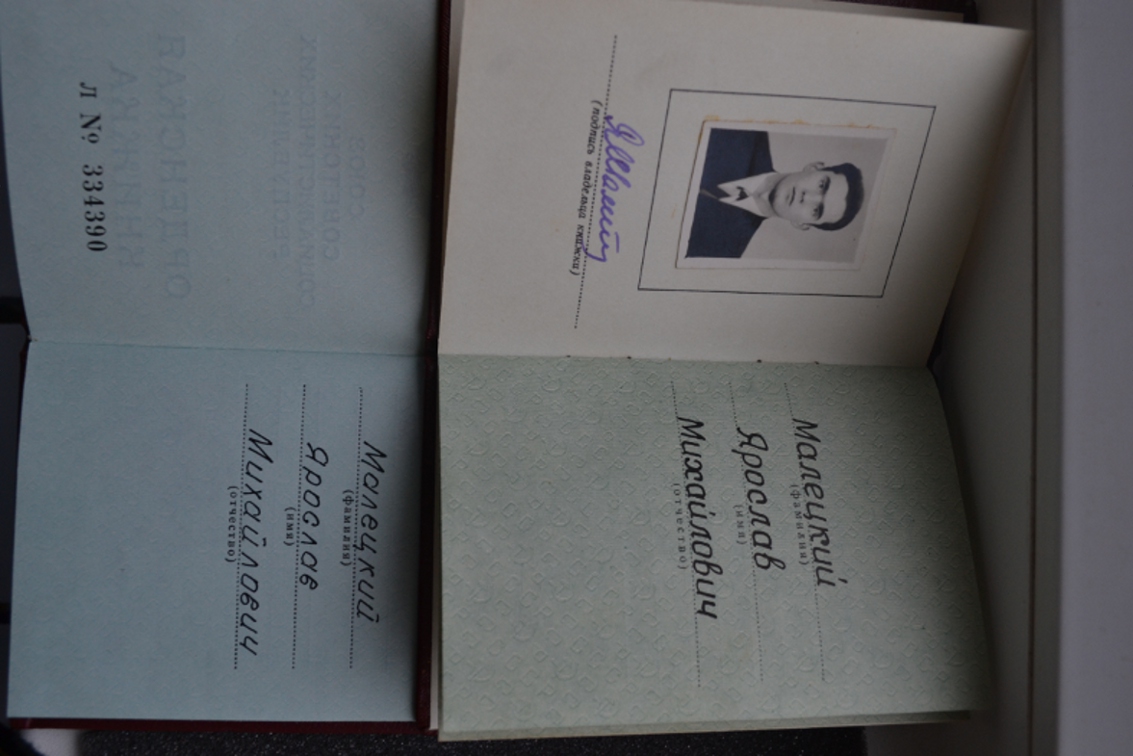 (подпись владельца книжки)
Малецкий
(фамилия)
Ярослав
(имя)
Михайлович
(отчество)
Л № 334390
Малецкий
(фамилия)
Ярослав
(имя)
Михайлович
(отчество)